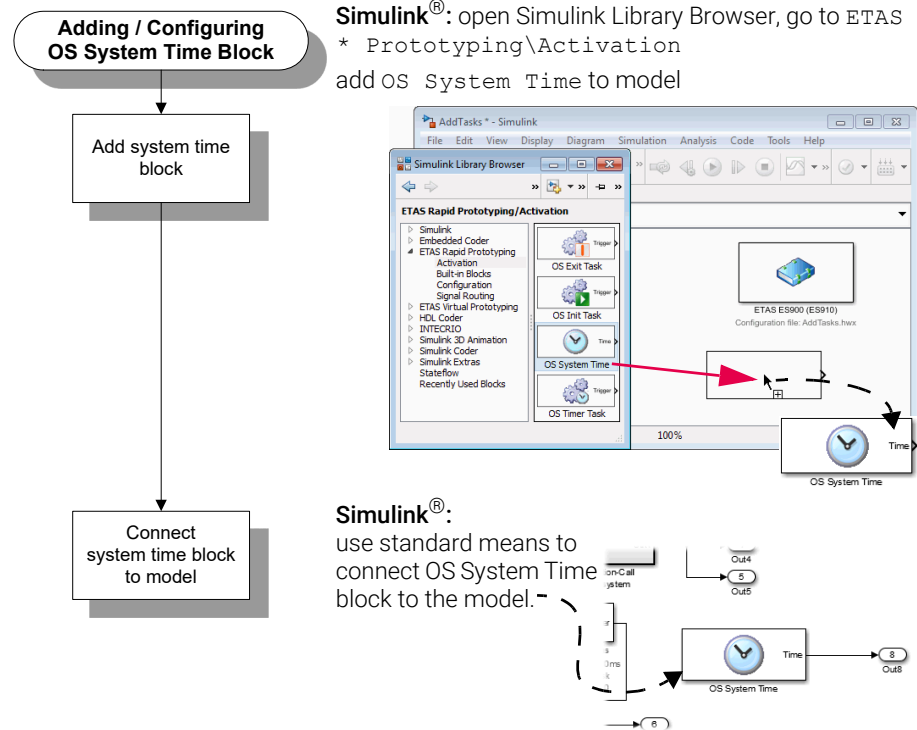 Adding / Configuring
OS System Time Block
Add system time
block
Connect
system time block
to model
Simulink®: open Simulink Library Browser, go to ETAS
* Prototyping\Activation
add OS System Time to model
AddTasks * - Simulink
File Edit View Display Diagram Simulation Analysis Code Tools Help
Simulink Library Browser
ETAS Rapid Prototyping/Activation
Simulink
Embedded Coder
ETAS Rapid Prototyping
Activation
Built-in Blocks
Configuration
Signal Routing
ETAS Virtual Prototyping
HDL Coder
INTECRIO
Simulink 3D Animation
Simulink Coder
Simulink Extras
Stateflow
Recently Used Blocks
Trigger
OS Exit Task
Trigger
OS Init Task
Time
OS System Time
Trigger
OS Timer Task
ETAS ES900 (ES910)
Configuration file: AddTasks.hwx
100%
Time
OS System Time
Simulink®:
use standard means to
connect OS System Time
block to the model.
Out4
on-Call
ystem
5
Out5
er
s
0ms
k
Time
8
Out8
OS System Time
6